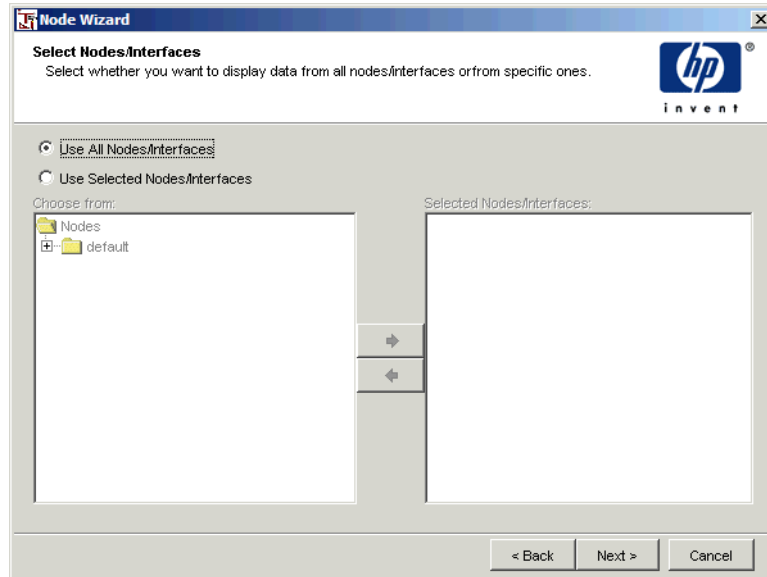 Node Wizard
Select Nodes/Interfaces
Select whether you want to display data from all nodes/interfaces orfrom specific ones.
hp
®
invent
Use All Nodes/Interfaces
Use Selected Nodes/Interfaces
Choose from:
Selected Nodes/Interfaces:
Nodes
default
< Back
Next >
Cancel